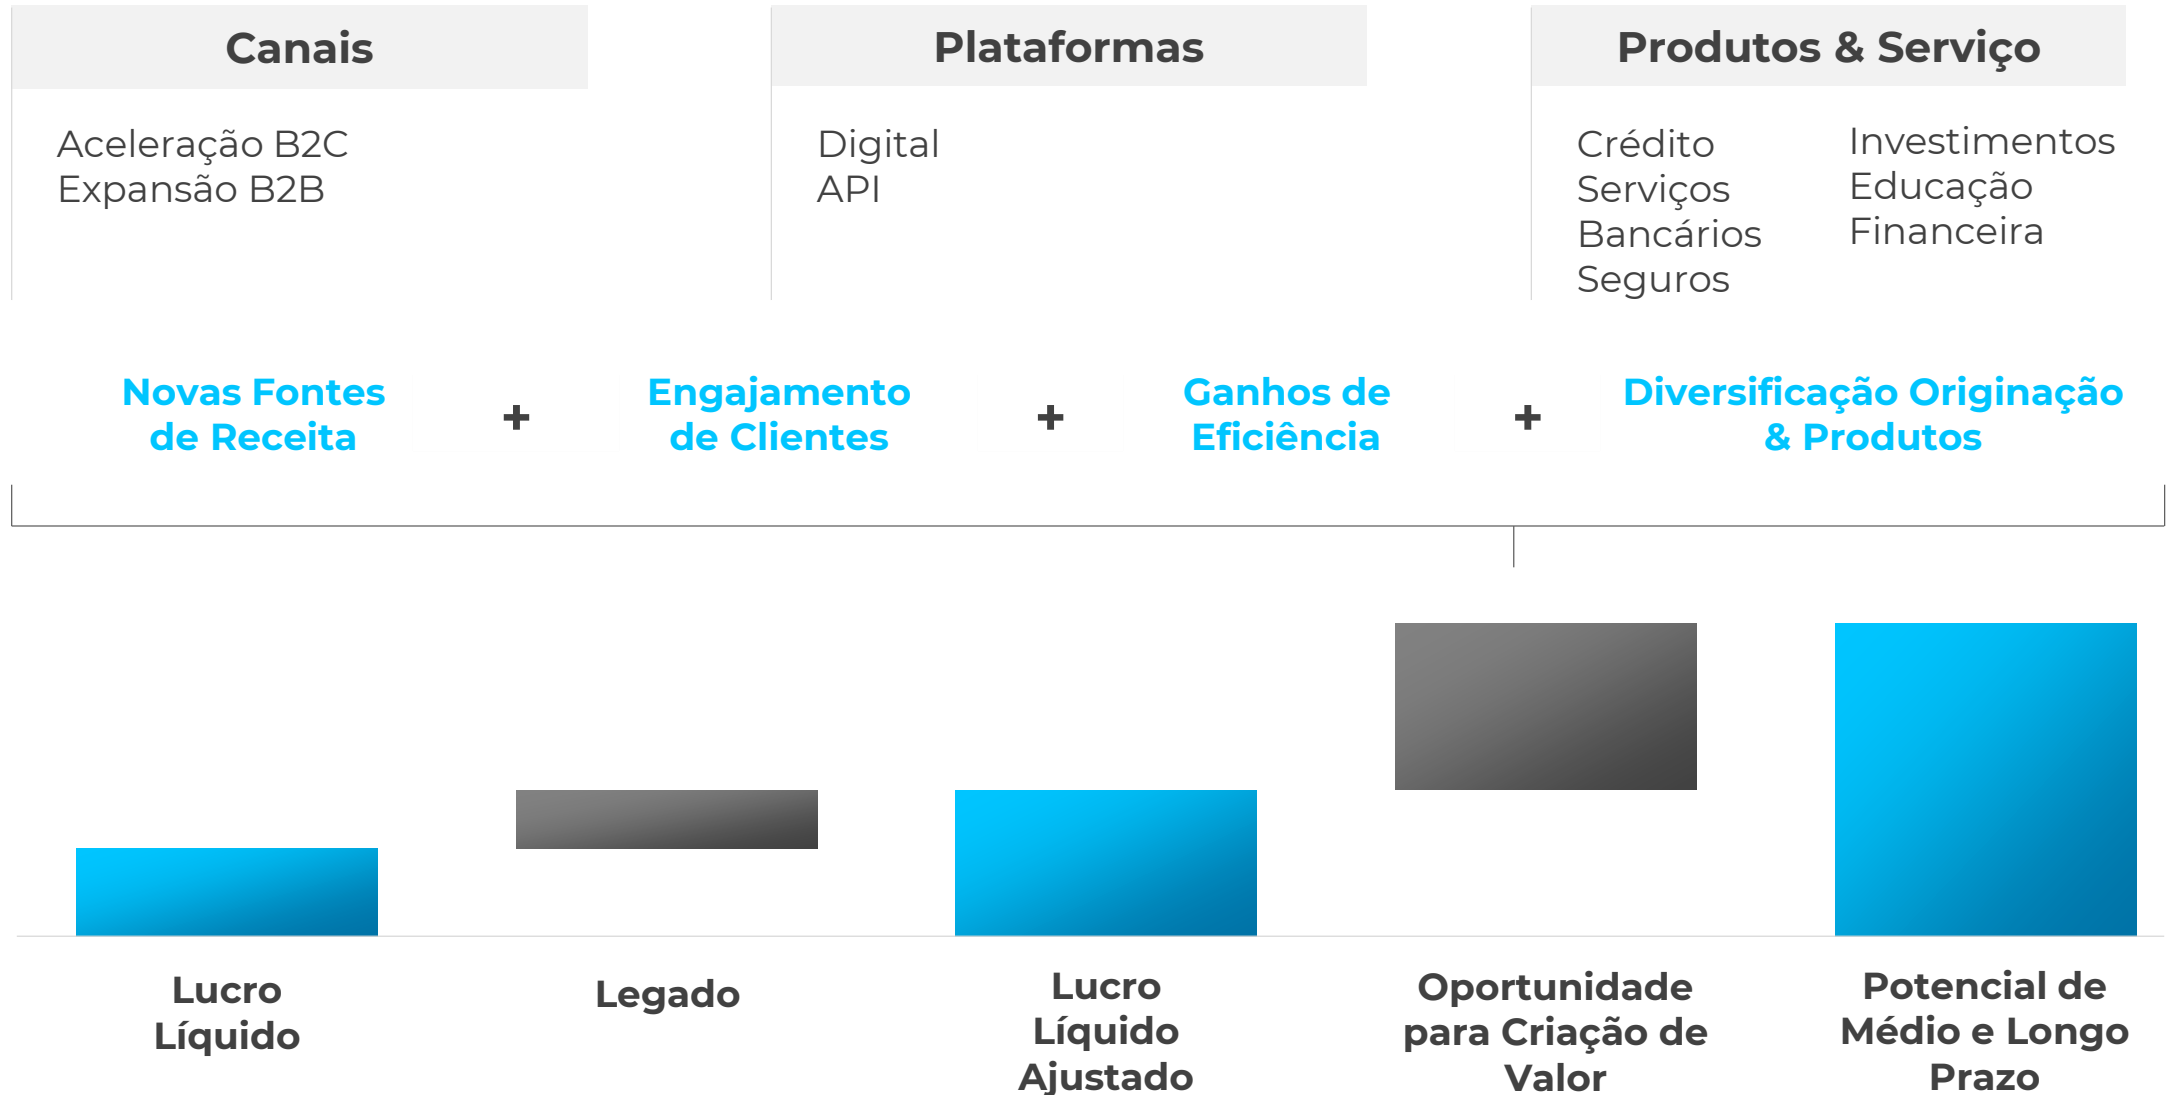 Canais
Aceleração B2C
Expansão B2B
Plataformas
Digital
API
Produtos & Serviço
Crédito
Serviços
Bancários
Seguros
Investimentos
Educação
Financeira
Novas Fontes
de Receita
+
Engajamento
de Clientes
+
Ganhos de
Eficiência
+
Diversificação Originação
& Produtos
Lucro
Líquido
Legado
Lucro
Líquido
Ajustado
Oportunidade
para Criação de
Valor
Potencial de
Médio e Longo
Prazo